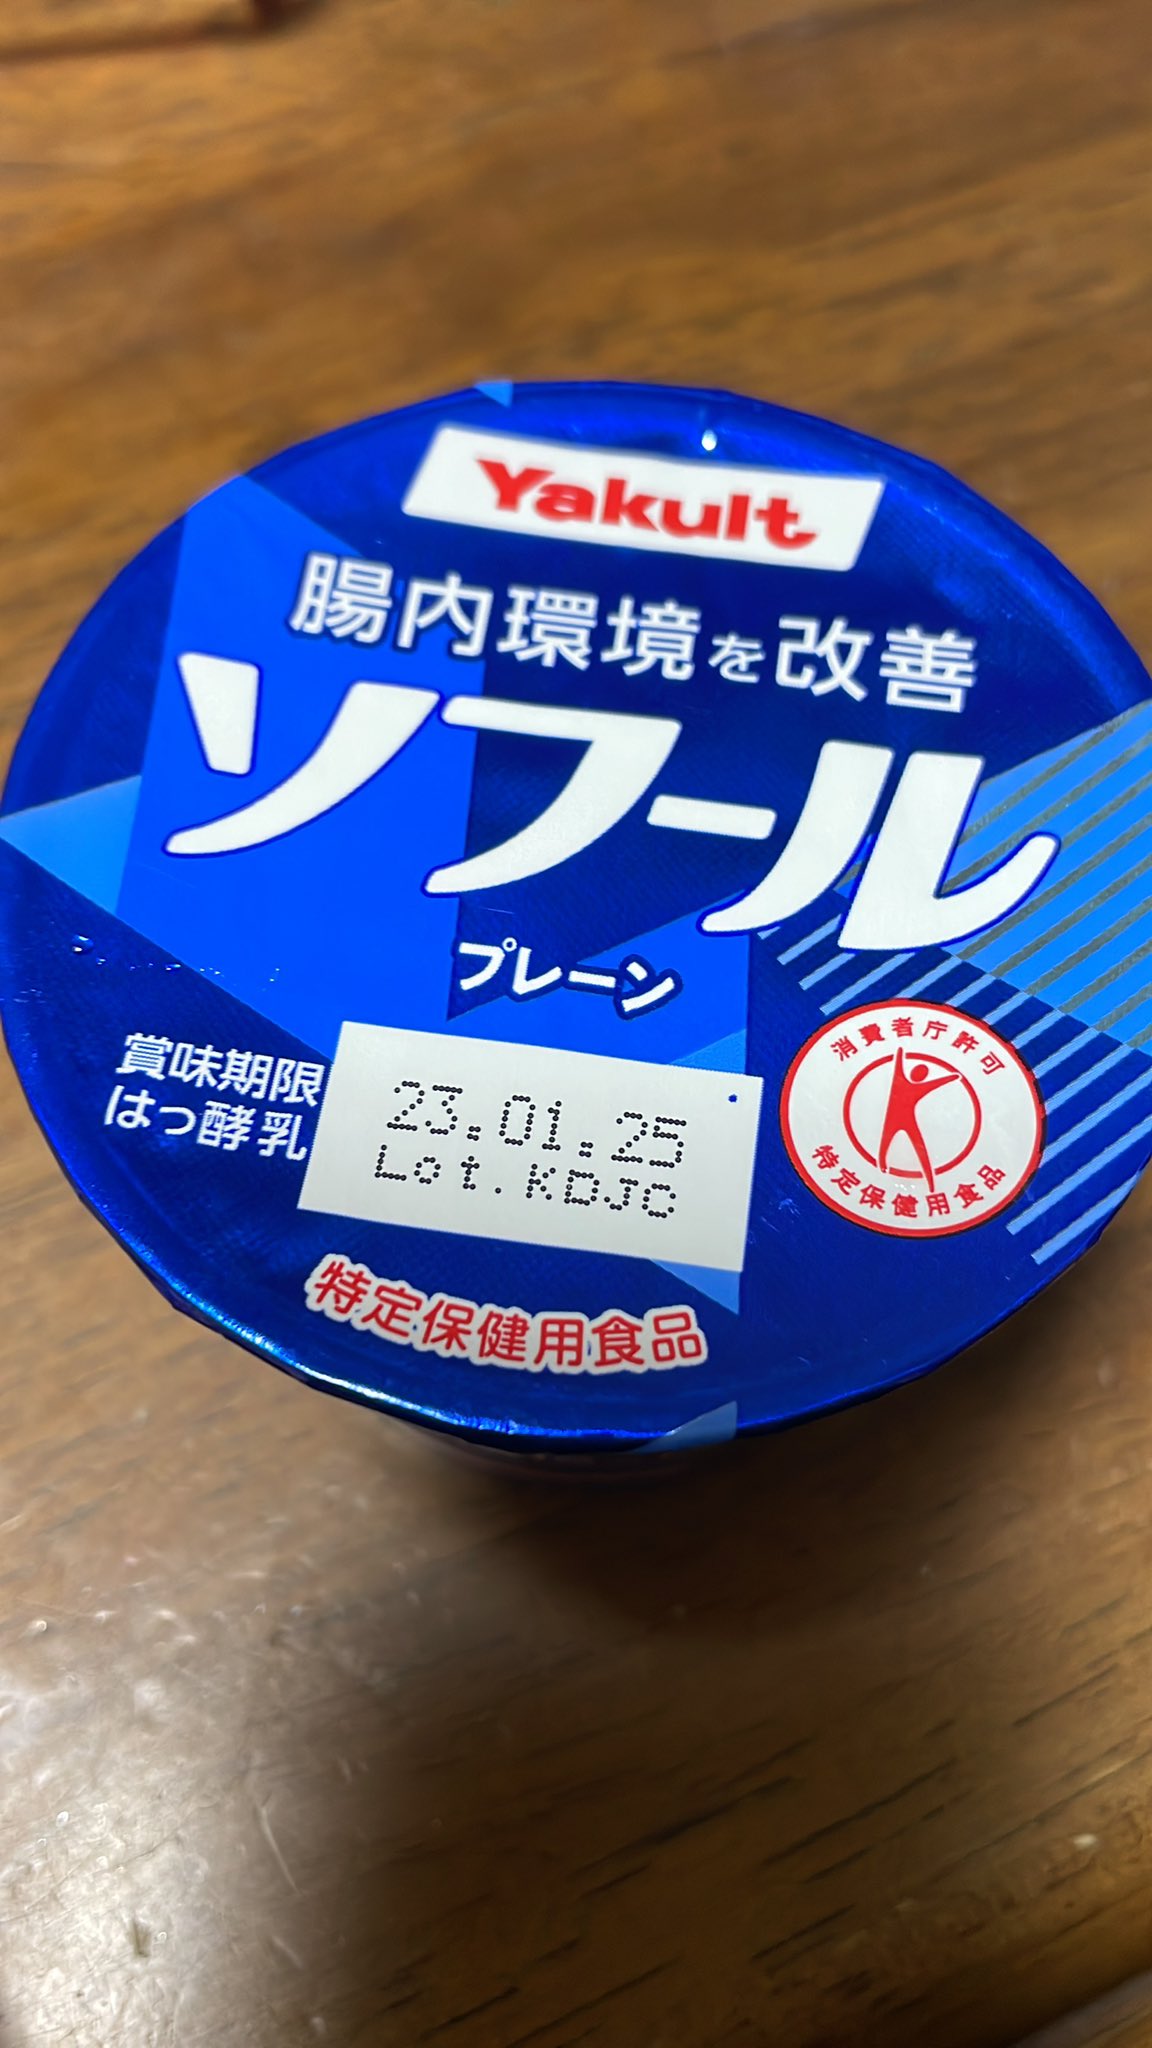 Yakult
腸内環境を改善
ソフール
プレーン
賞味期限
はっ酵乳
23.01.25
Lot.KDJC
消費者庁許可
特定保健用食品
特定保健用食品